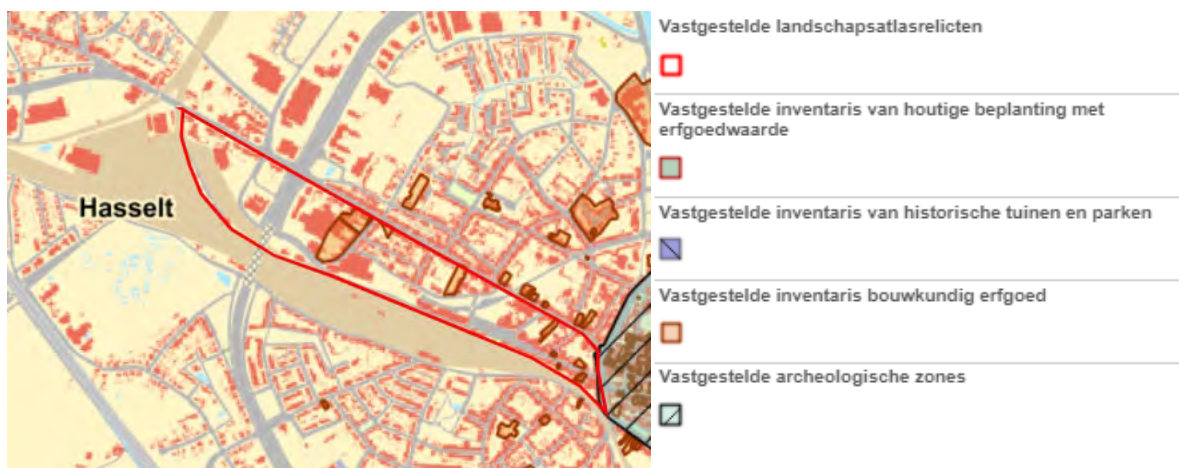 Hasselt
Vastgestelde landschapsatlasrelicten
Vastgestelde inventaris van houtige beplanting met
erfgoedwaarde
Vastgestelde inventaris van historische tuinen en parken
Vastgestelde inventaris bouwkundig erfgoed
Vastgestelde archeologische zones